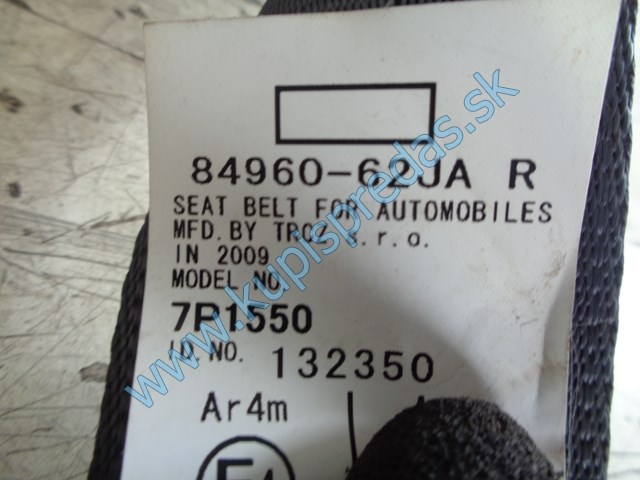 84960-62JA R
SEAT BELT FOR AUTOMOBILES
MFD. BY TRCZ s.r.o.
IN 2009
MODEL NO.
7P1550
I.D. NO. 132350
Ar4m
www.kupispredas.sk